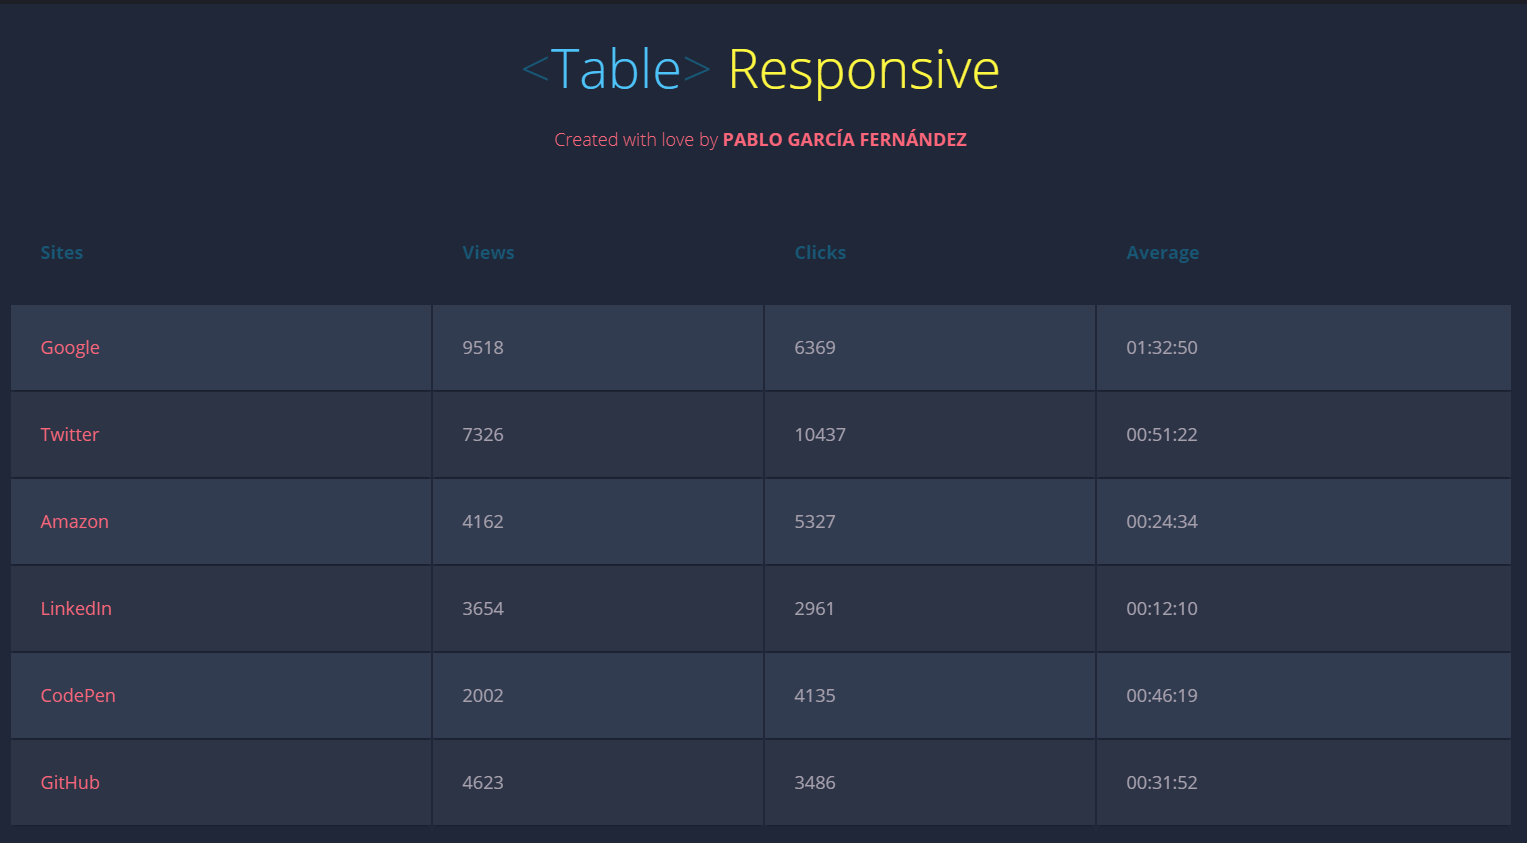 <Table> Responsive
Created with love by PABLO GARCÍA FERNÁNDEZ
Sites Views Clicks Average
Google 9518 6369 01:32:50
Twitter 7326 10437 00:51:22
Amazon 4162 5327 00:24:34
LinkedIn 3654 2961 00:12:10
CodePen 2002 4135 00:46:19
GitHub 4623 3486 00:31:52